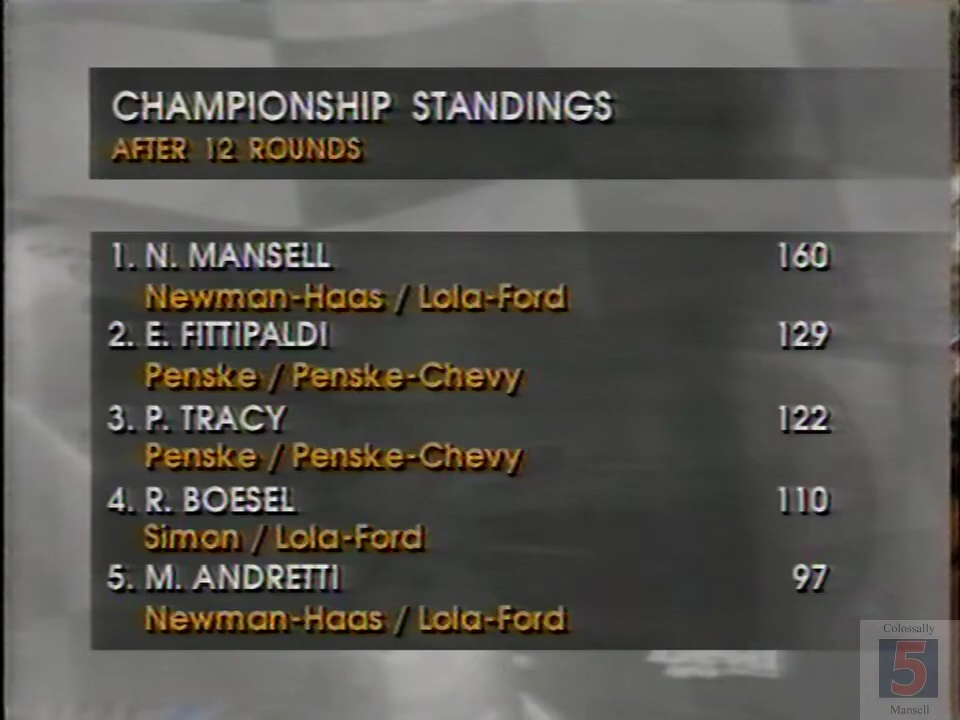 CHAMPIONSHIP STANDINGS
AFTER 12 ROUNDS
1. N. MANSELL 160
Newman-Haas / Lola-Ford
2. E. FITTIPALDI 129
Penske / Penske-Chevy
3. P. TRACY 122
Penske / Penske-Chevy
4. R. BOESEL 110
Simon / Lola-Ford
5. M. ANDRETTI 97
Newman-Haas / Lola-Ford
Colossally
5
Mansell